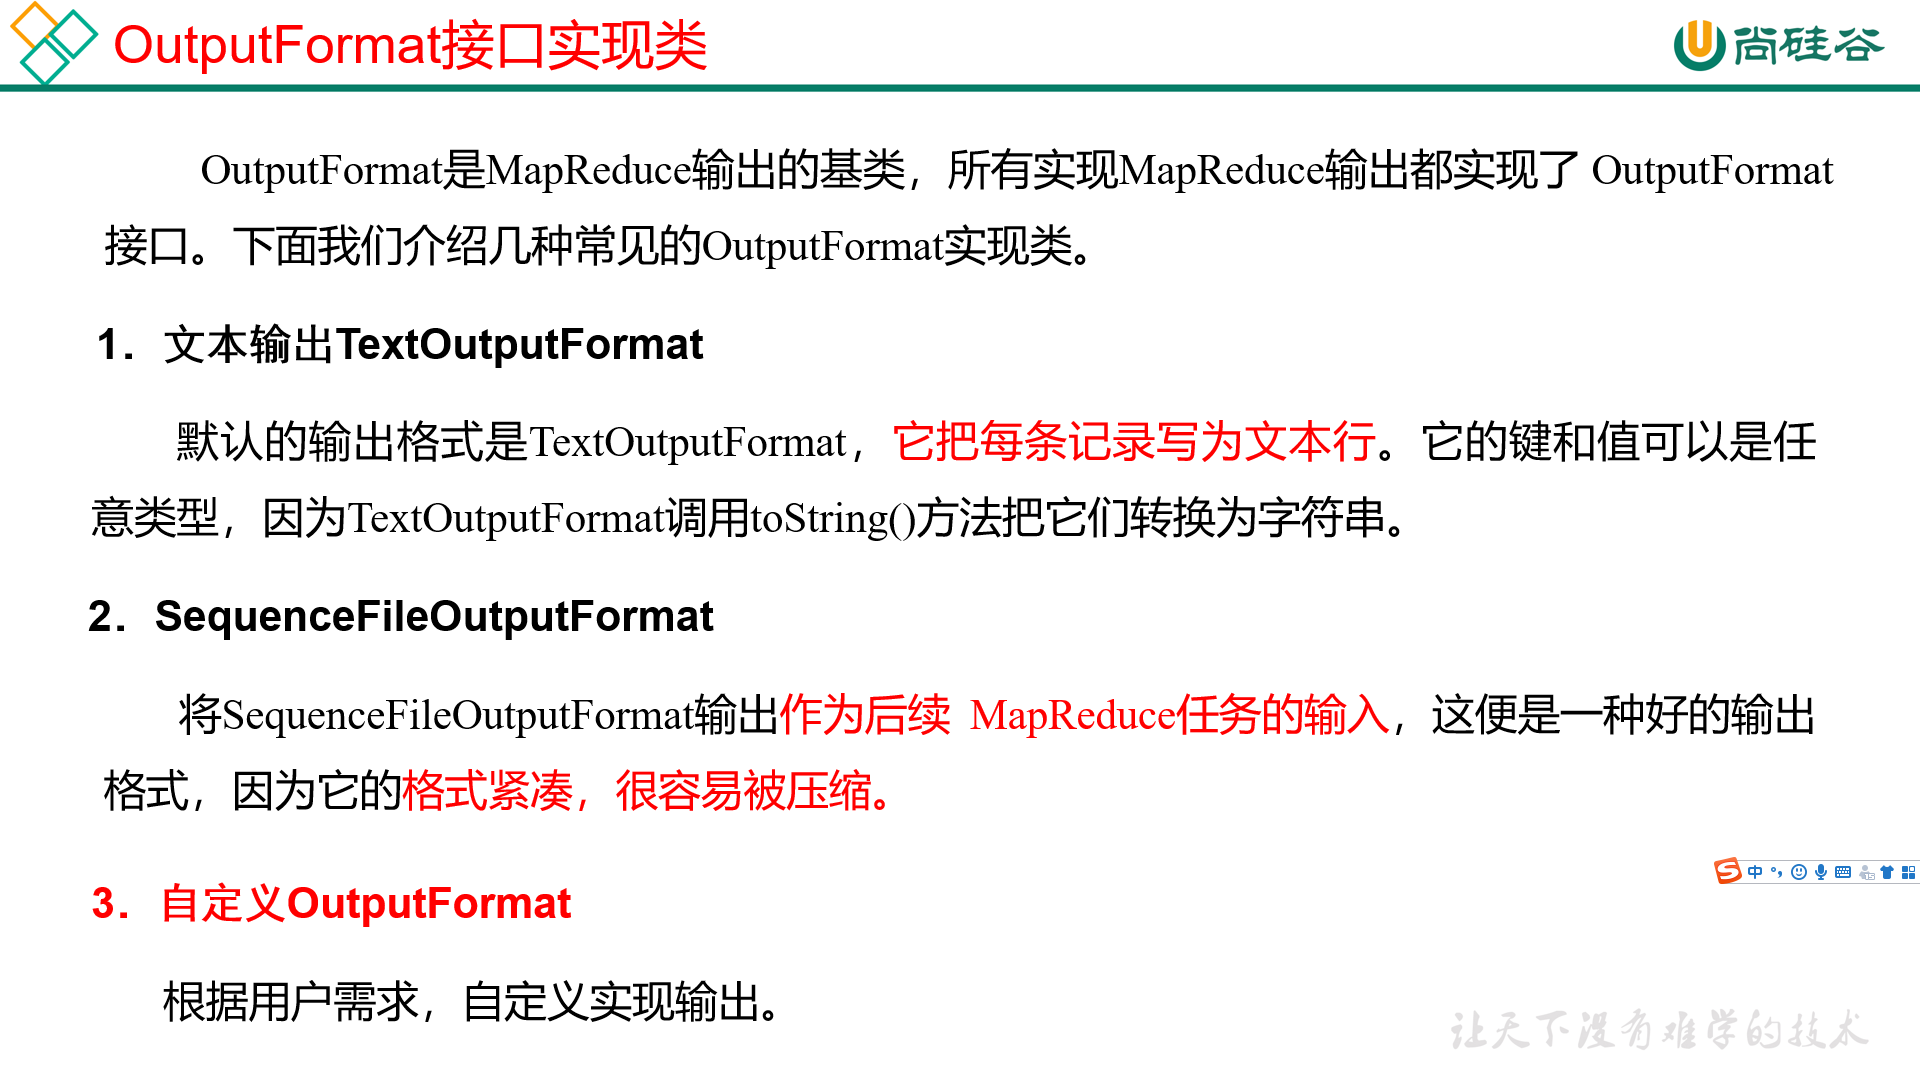 OutputFormat接口实现类
尚硅谷
OutputFormat是MapReduce输出的基类，所有实现MapReduce输出都实现了 OutputFormat
接口。下面我们介绍几种常见的OutputFormat实现类。
1．文本输出TextOutputFormat
默认的输出格式是TextOutputFormat，它把每条记录写为文本行。它的键和值可以是任
意类型，因为TextOutputFormat调用toString()方法把它们转换为字符串。
2．SequenceFileOutputFormat
将SequenceFileOutputFormat输出作为后续 MapReduce任务的输入，这便是一种好的输出
格式，因为它的格式紧凑，很容易被压缩。
中
3．自定义OutputFormat
根据用户需求，自定义实现输出。
让天下没有难学的技术